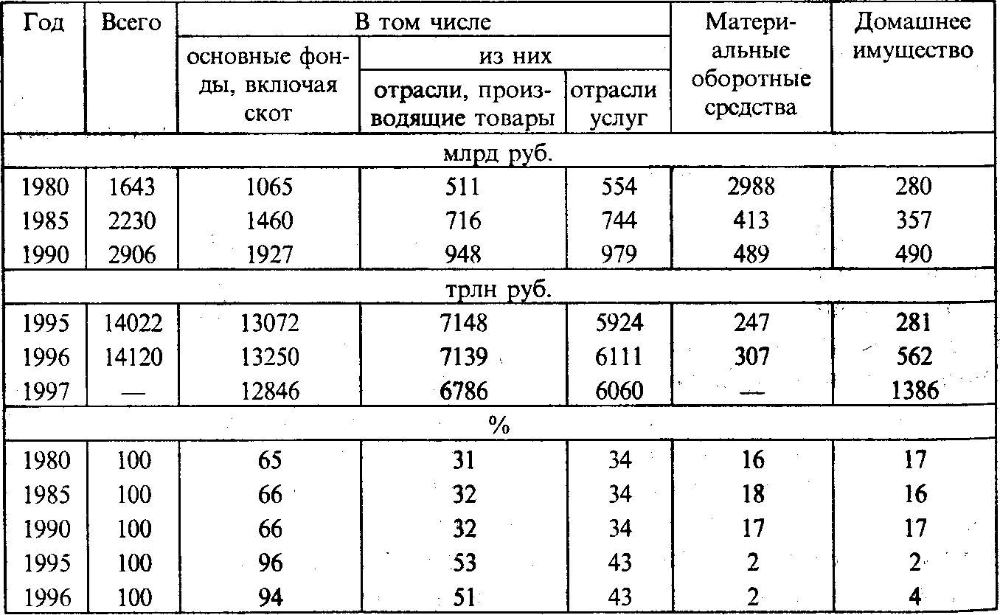 Год Всего В том числе Матери- Домашнее
альные имущество
основные фон- из них оборотные
ды, включая отрасли, произ- отрасли средства
скот водящие товары услуг
млрд руб.
1980 1643 1065 511 554 2988 280
1985 2230 1460 716 744 413 357
1990 2906 1927 948 979 489 490
трлн руб.
1995 14022 13072 7148 5924 247 281
1996 14120 13250 7139 6111 307 562
1997 — 12846 6786 6060 — 1386
%
1980 100 65 31 34 16 17
1985 100 66 32 34 18 16
1990 100 66 32 34 17 17
1995 100 96 53 43 2 2
1996 100 94 51 43 2 4